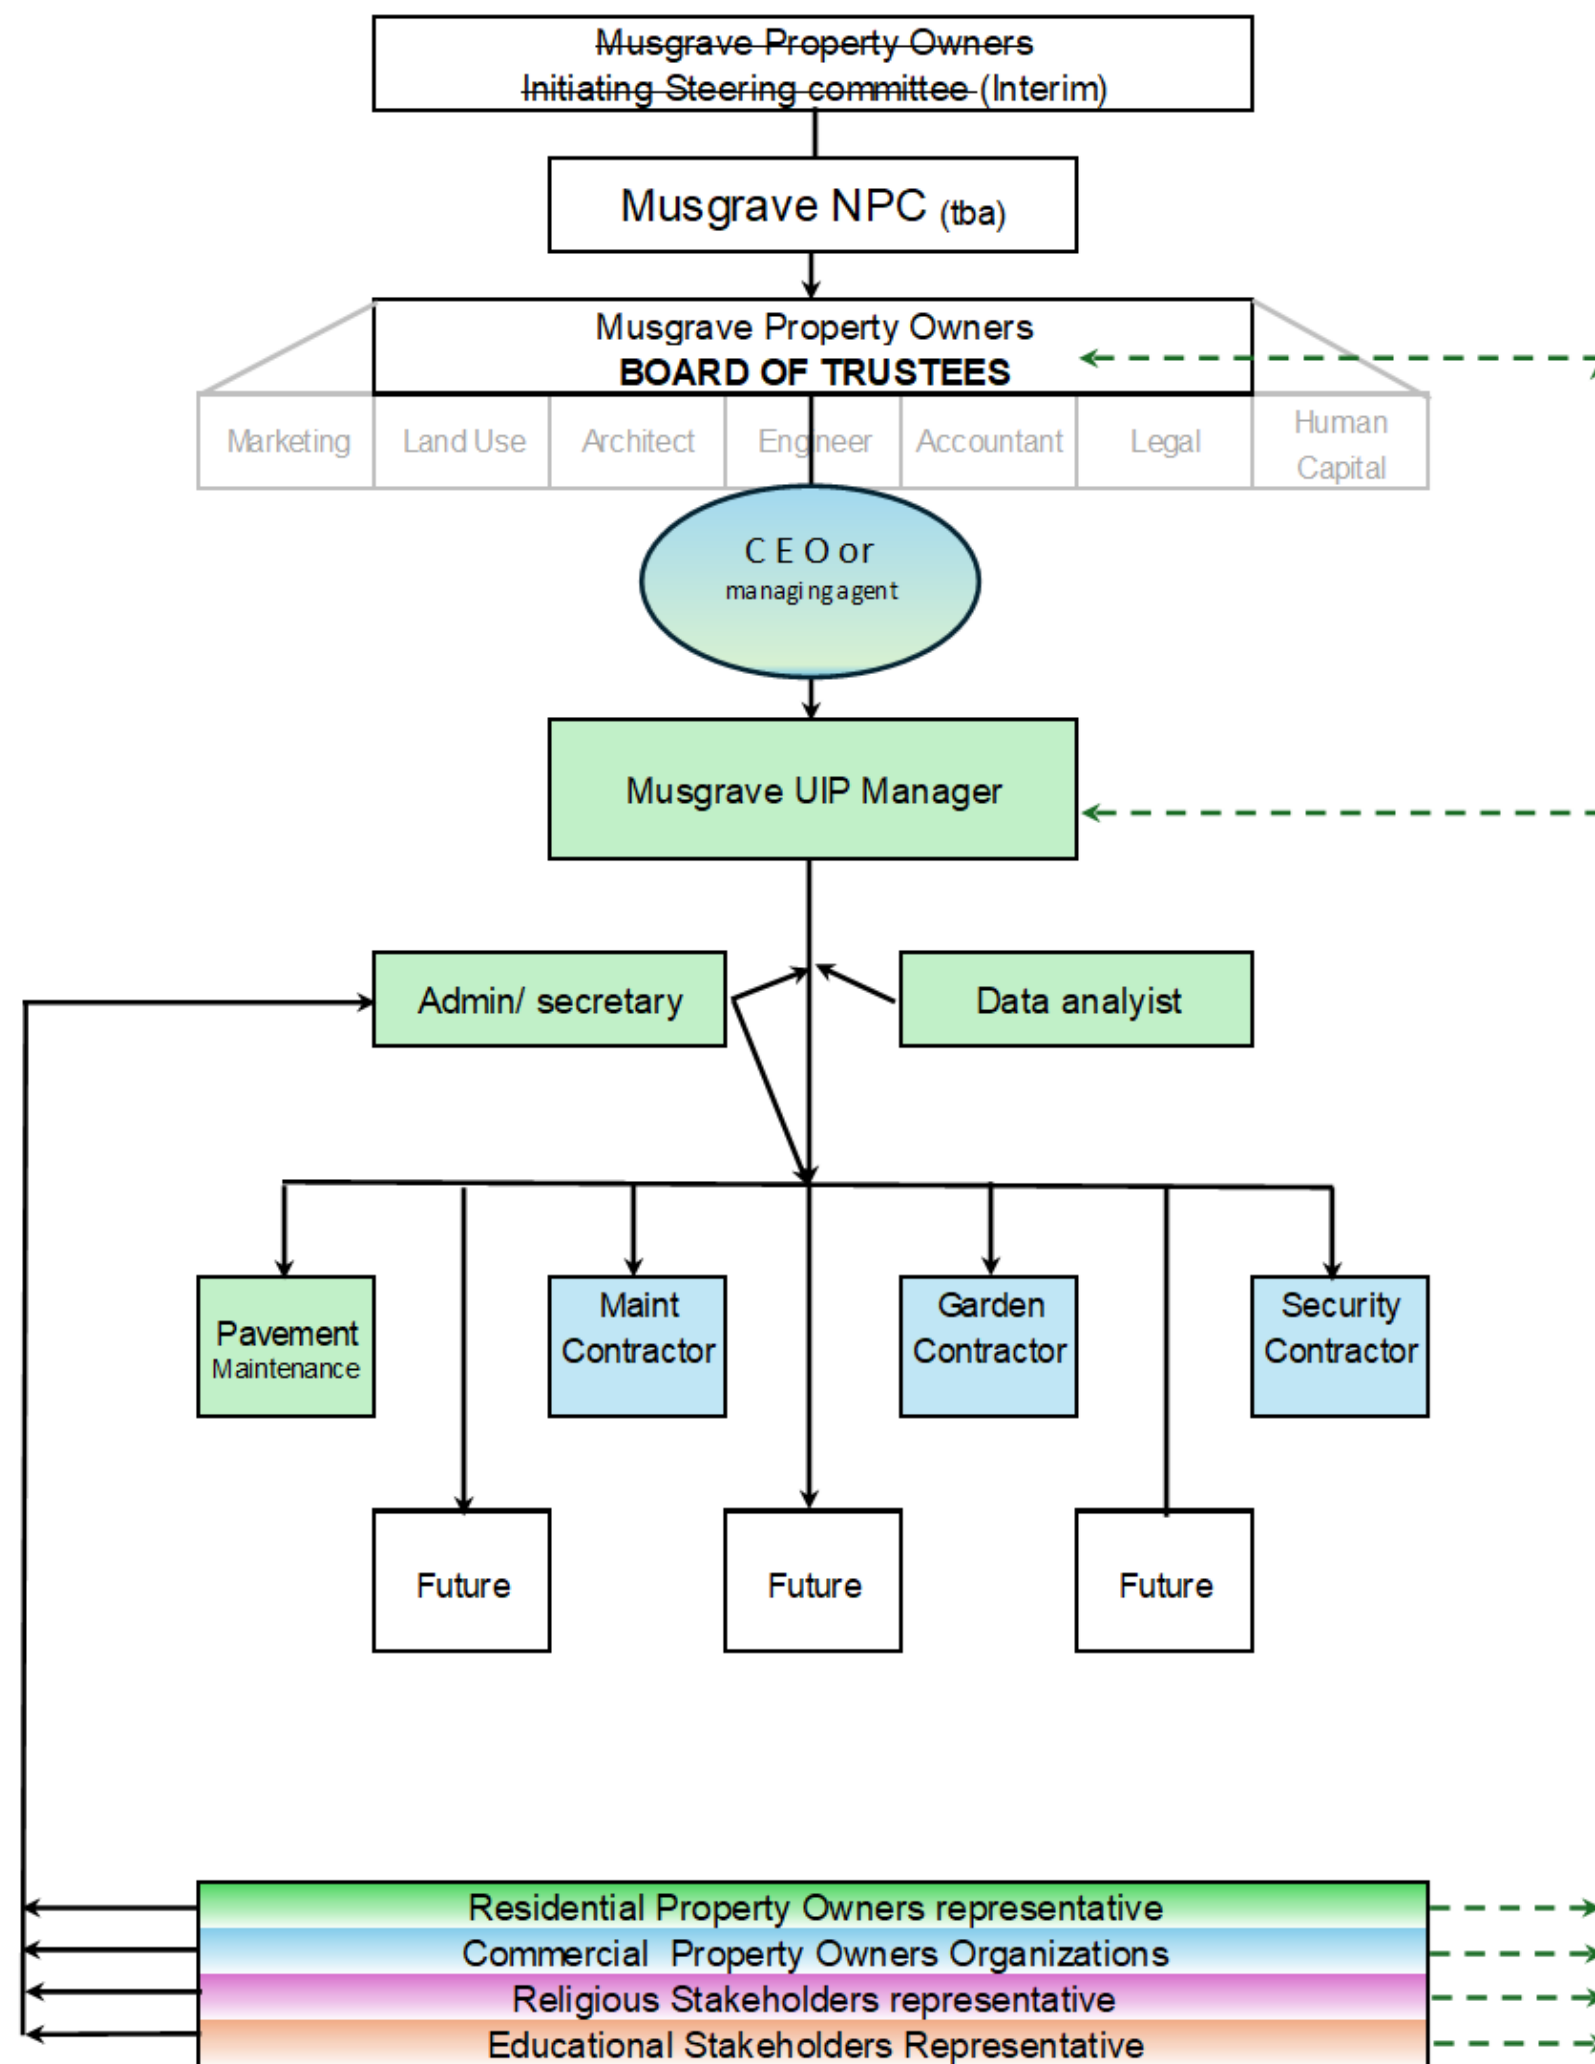 Musgrave Property Owners
Initiating Steering committee (Interim)
Musgrave NPC (tba)
Musgrave Property Owners
BOARD OF TRUSTEES
Marketing
Land Use
Architect
Engineer
Accountant
Legal
Human
Capital
C E O or
managing agent
Musgrave UIP Manager
Admin/ secretary
Data analyist
Pavement
Maintenance
Maint
Contractor
Garden
Contractor
Security
Contractor
Future
Future
Future
Residential Property Owners representative
Commercial  Property Owners Organizations
Religious Stakeholders representative
Educational Stakeholders Representative